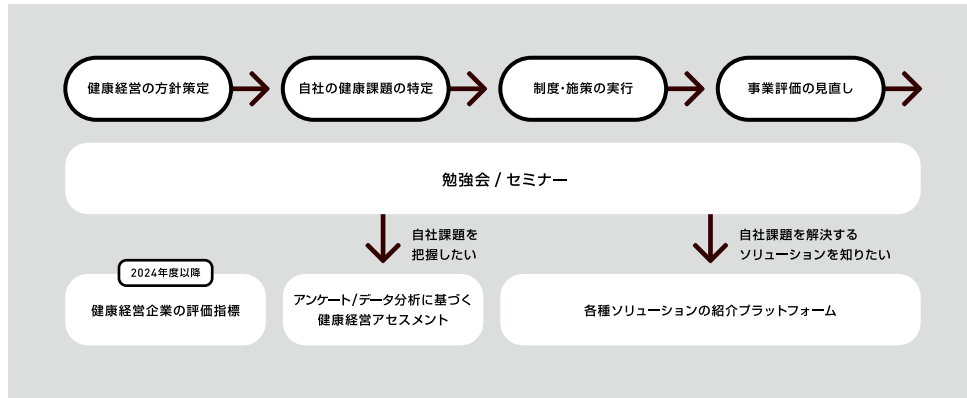 健康経営の方針策定
自社の健康課題の特定
制度・施策の実行
事業評価の見直し
勉強会 / セミナー
自社課題を
把握したい
自社課題を解決する
ソリューションを知りたい
2024年度以降
健康経営企業の評価指標
アンケート/データ分析に基づく
健康経営アセスメント
各種ソリューションの紹介プラットフォーム